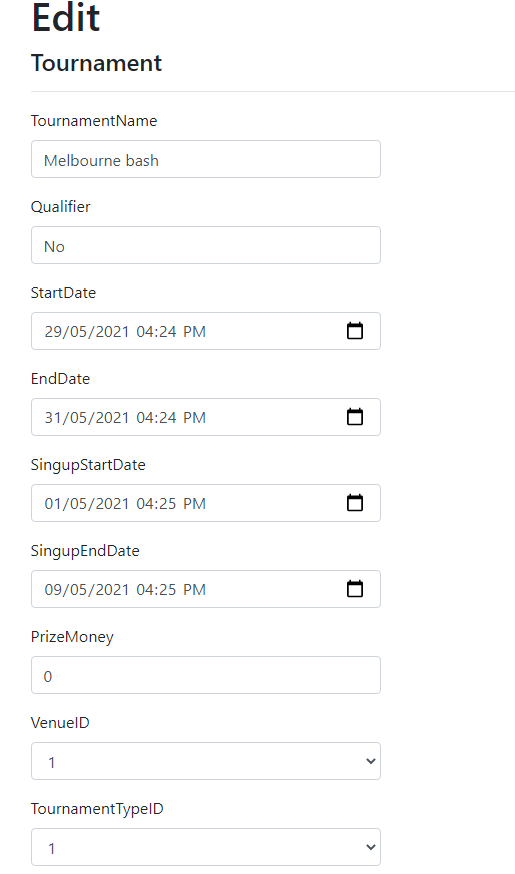 Edit
Tournament
TournamentName
Melbourne bash
Qualifier
No
StartDate
29/05/2021 04:24 PM
EndDate
31/05/2021 04:24 PM
SingupStartDate
01/05/2021 04:25 PM
SingupEndDate
09/05/2021 04:25 PM
PrizeMoney
0
VenueID
1
TournamentTypeID
1